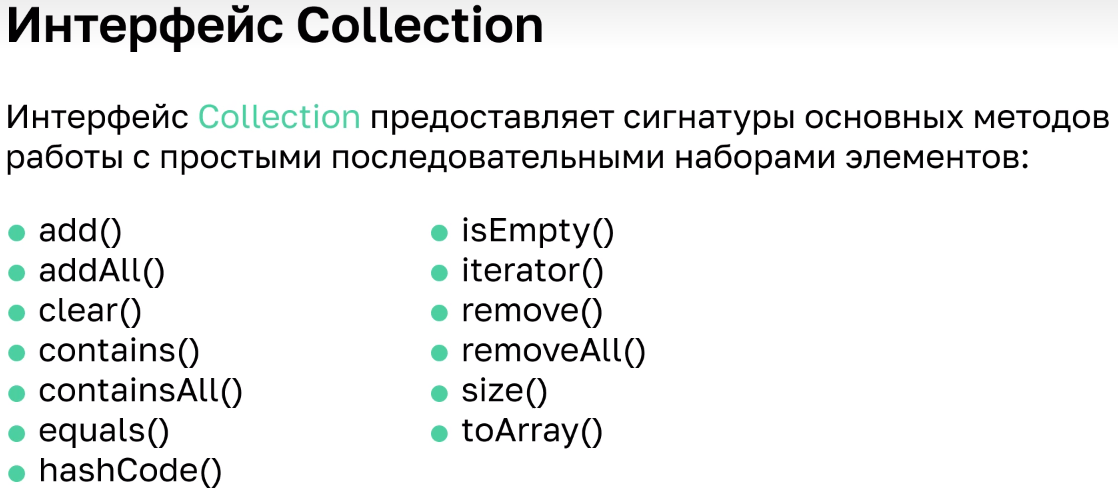 Интерфейс Collection
Интерфейс Collection предоставляет сигнатуры основных методов
работы с простыми последовательными наборами элементов:
add()
addAll()
clear()
contains()
containsAll()
equals()
hashCode()
isEmpty()
iterator()
remove()
removeAll()
size()
toArray()